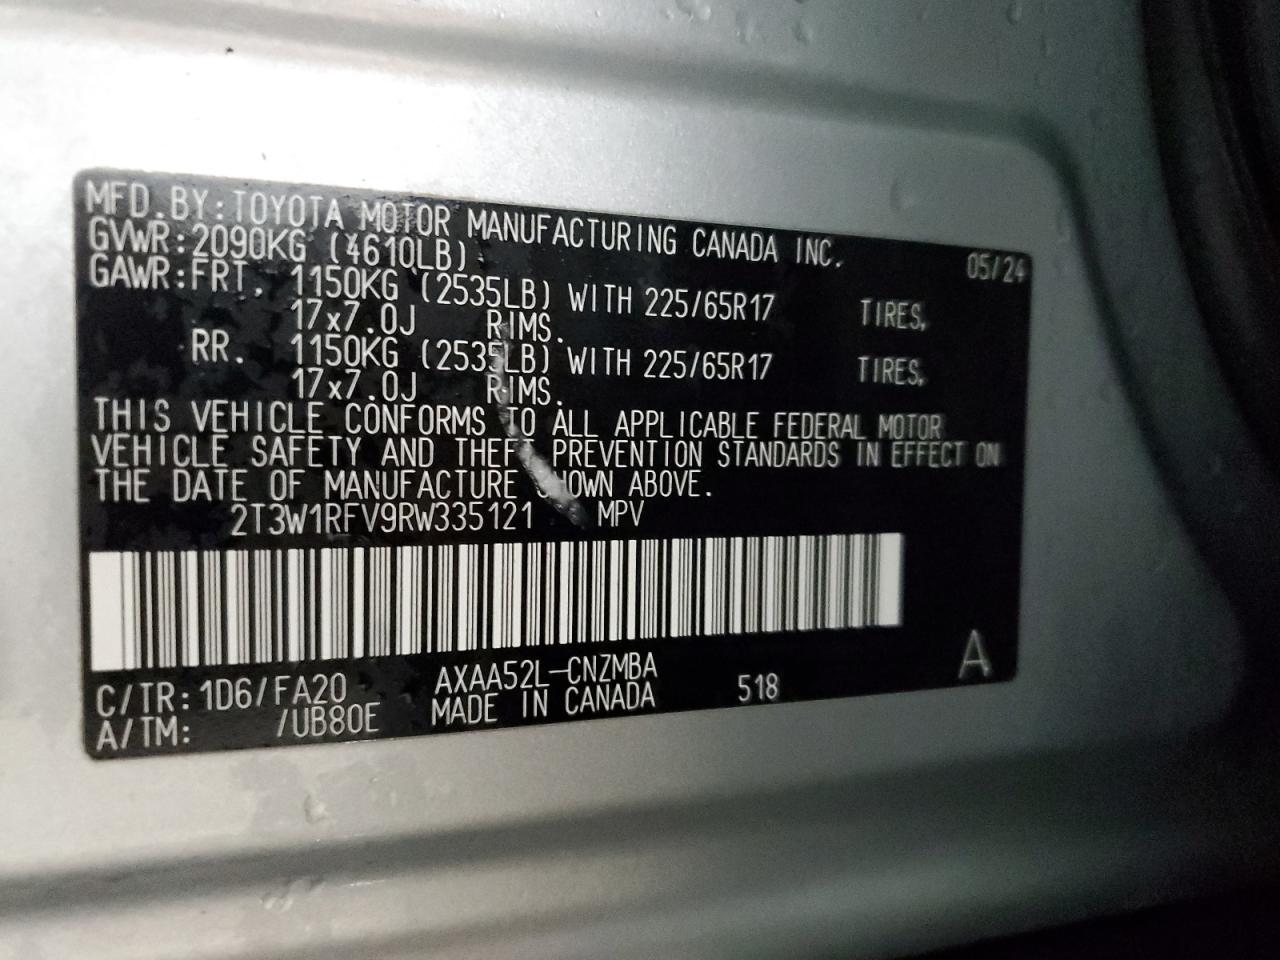 MFD.BY:TOYOTA MOTOR MANUFACTURING CANADA INC.
GVWR:2090KG (4610LB) 05/24
GAWR:FRT. 1150KG (2535LB) WITH 225/65R17 TIRES,
17x7.0J RIMS.
RR. 1150KG (2535LB) WITH 225/65R17 TIRES,
17x7.0J RIMS.
THIS VEHICLE CONFORMS TO ALL APPLICABLE FEDERAL MOTOR
VEHICLE SAFETY AND THEFT PREVENTION STANDARDS IN EFFECT ON
THE DATE OF MANUFACTURE SHOWN ABOVE.
2T3W1RFV9RW335121 MPV
C/TR: 1D6/FA20 AXAA52L-CNZMBA 518 A
A/TM: /UB80E MADE IN CANADA